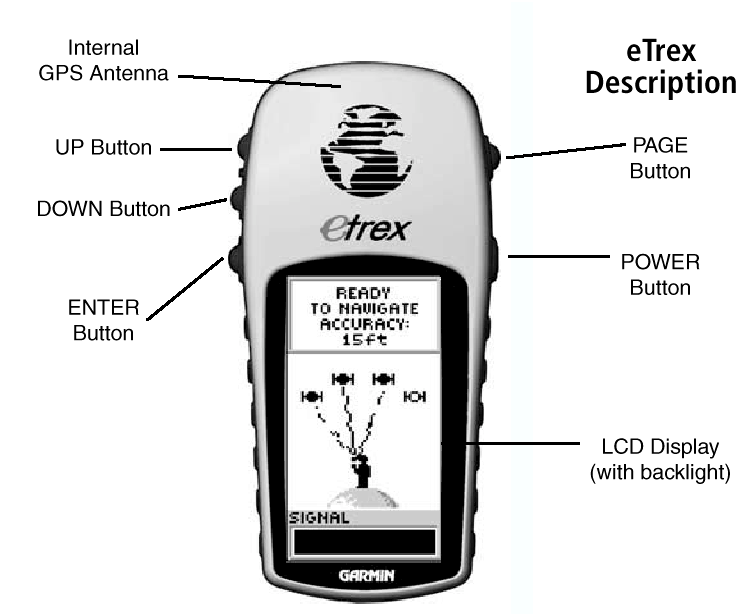 Internal
GPS Antenna
eTrex
Description
UP Button
PAGE
Button
DOWN Button
etrex
POWER
Button
ENTER
Button
READY
TO NAVIGATE
ACCURACY:
15ft
LCD Display
(with backlight)
SIGNAL
GARMIN